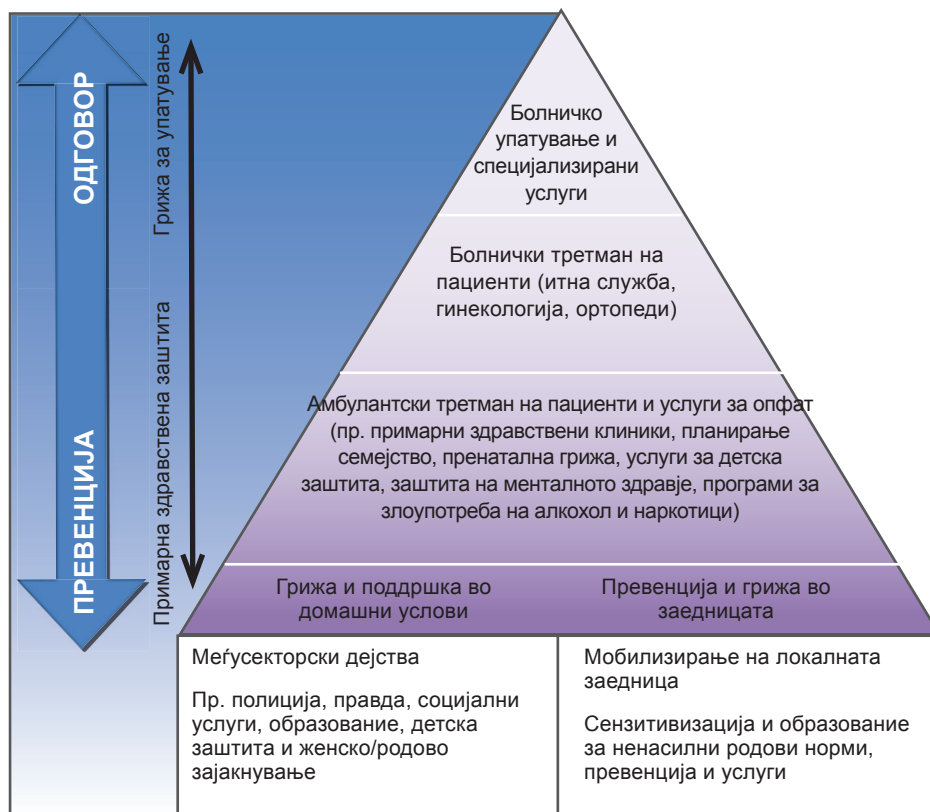 ОДГОВОР
ПРЕВЕНЦИЈА
Грижа за упатување
Примарна здравствена заштита
Болничко
упатување и
специјализирани
услуги
Болнички третман на
пациенти (итна служба,
гинекологија, ортопеди)
Амбулантски третман на пациенти и услуги за опфат
(пр. примарни здравствени клиники, планирање
семејство, пренатална грижа, услуги за детска
заштита, заштита на менталното здравје, програми за
злоупотреба на алкохол и наркотици)
Грижа и поддршка во
домашни услови
Превенција и грижа во
заедницата
Меѓусекторски дејства
Пр. полиција, правда, социјални
услуги, образование, детска
заштита и женско/родово
зајакнување
Мобилизирање на локалната
заедница
Сензитивизација и образование
за ненасилни родови норми,
превенција и услуги